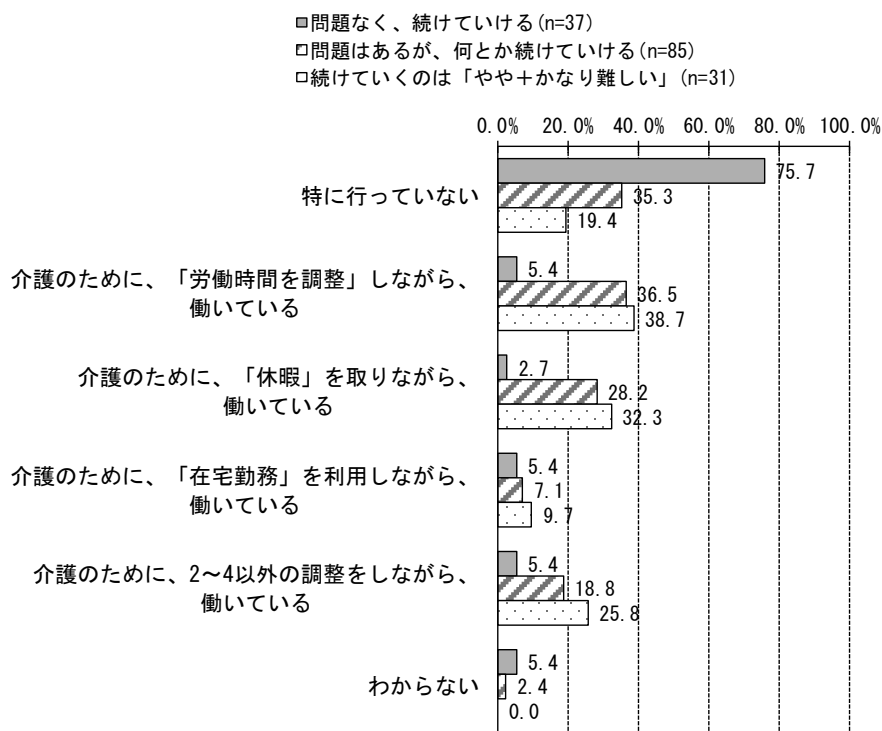 問題なく、続けていける(n=37)
問題はあるが、何とか続けていける(n=85)
続けていくのは「やや＋かなり難しい」(n=31)
0.0% 20.0% 40.0% 60.0% 80.0% 100.0%
特に行っていない
75.7
35.3
19.4
介護のために、「労働時間を調整」しながら、
働いている
5.4
36.5
38.7
介護のために、「休暇」を取りながら、
働いている
2.7
28.2
32.3
介護のために、「在宅勤務」を利用しながら、
働いている
5.4
7.1
9.7
介護のために、2～4以外の調整をしながら、
働いている
5.4
18.8
25.8
わからない
5.4
2.4
0.0